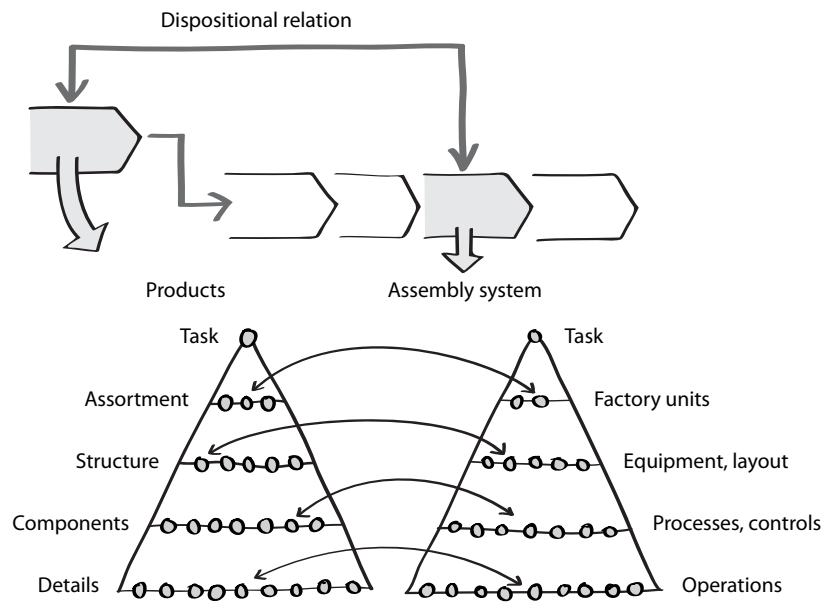 Dispositional relation
Products
Assembly system
Task
Task
Assortment
Factory units
Structure
Equipment, layout
Components
Processes, controls
Details
Operations